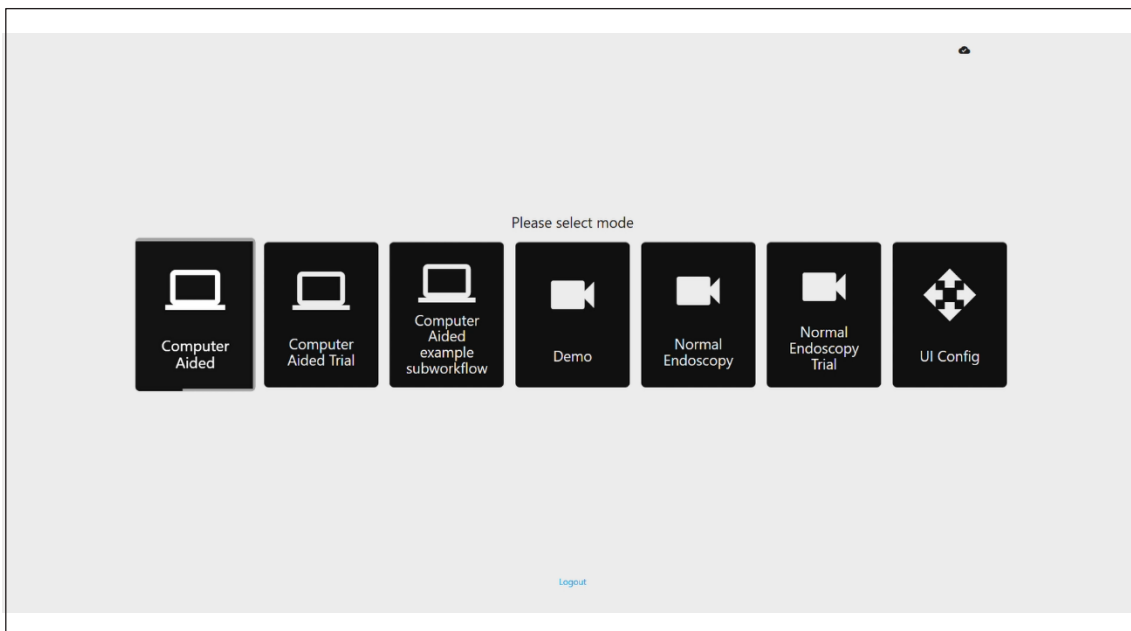 Please select mode
Computer
Aided
Computer
Aided Trial
Computer
Aided
example
subworkflow
Demo
Normal
Endoscopy
Normal
Endoscopy
Trial
UI Config
Logout